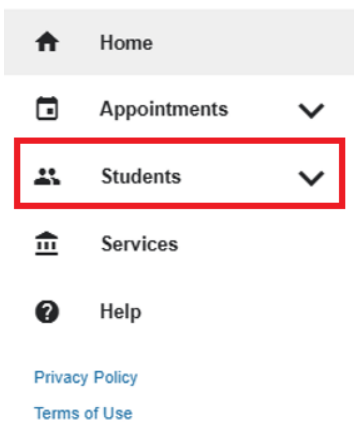 Home
Appointments
Students
Services
Help
Privacy Policy
Terms of Use